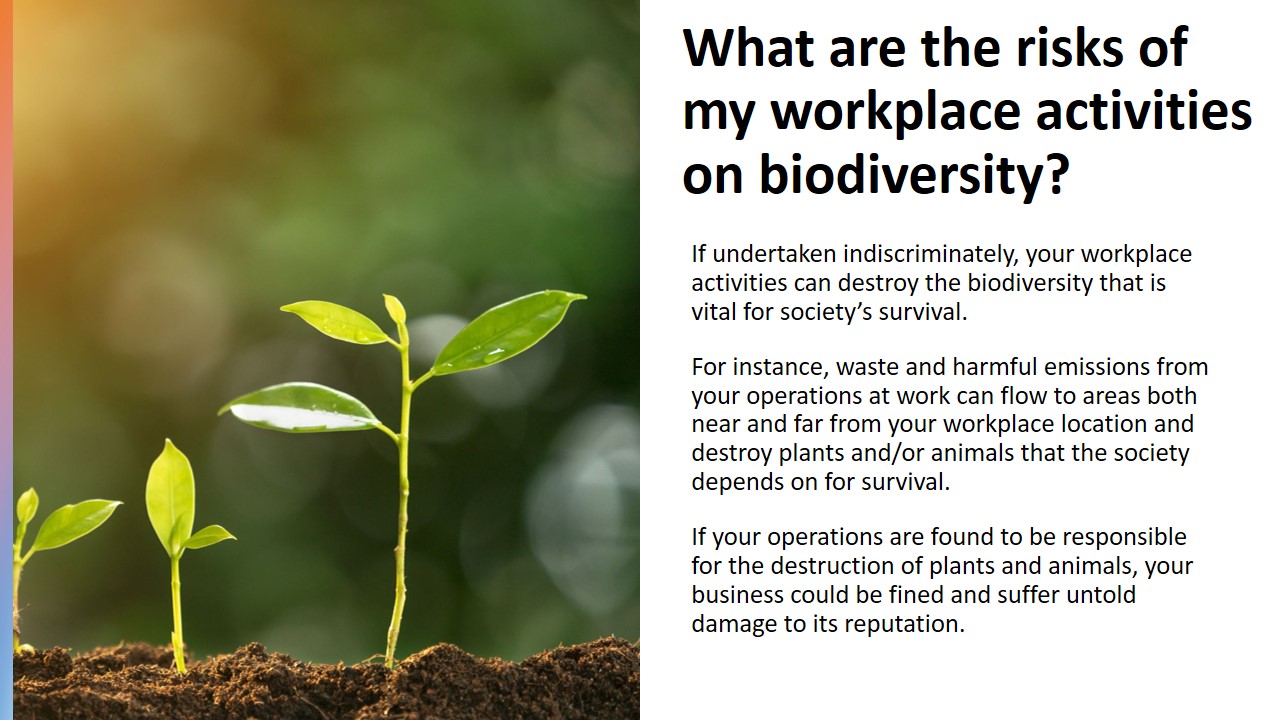 What are the risks of
my workplace activities
on biodiversity?
If undertaken indiscriminately, your workplace
activities can destroy the biodiversity that is
vital for society’s survival.
For instance, waste and harmful emissions from
your operations at work can flow to areas both
near and far from your workplace location and
destroy plants and/or animals that the society
depends on for survival.
If your operations are found to be responsible
for the destruction of plants and animals, your
business could be fined and suffer untold
damage to its reputation.